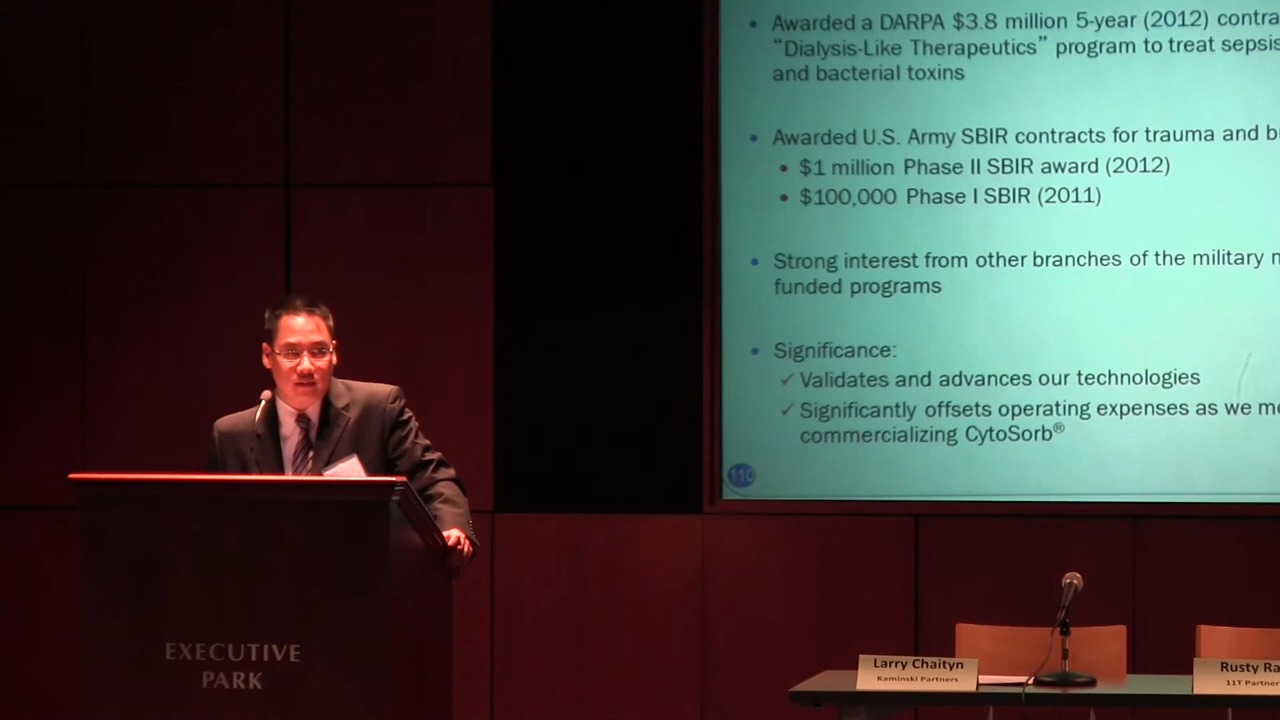 Awarded a DARPA $3.8 million 5-year (2012)
“Dialysis-Like Therapeutics” program to treat
and bacterial toxins
Awarded U.S. Army SBIR contracts for trauma and
$1 million Phase II SBIR award (2012)
$100,000 Phase I SBIR (2011)
Strong interest from other branches of the military
funded programs
Significance:
✓ Validates and advances our technologies
✓ Significantly offsets operating expenses as we
commercializing CytoSorb®
110
EXECUTIVE
PARK
Larry Chaityn
Kaminski Partners
Rusty
11T